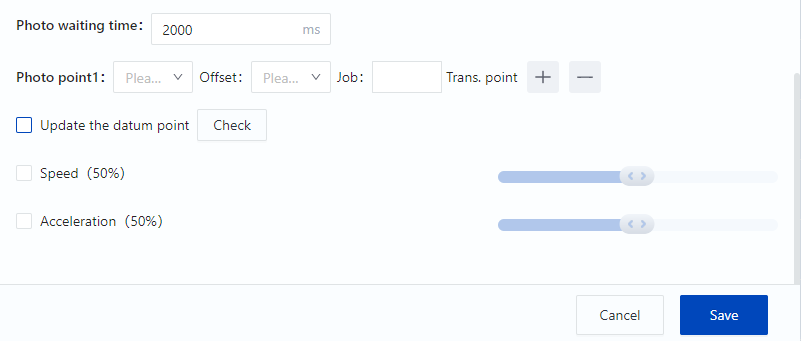 Photo waiting time： 2000 ms
Photo point1： Plea... Offset： Plea... Job： Trans. point
Update the datum point Check
Speed（50%）
Acceleration（50%）
Cancel Save